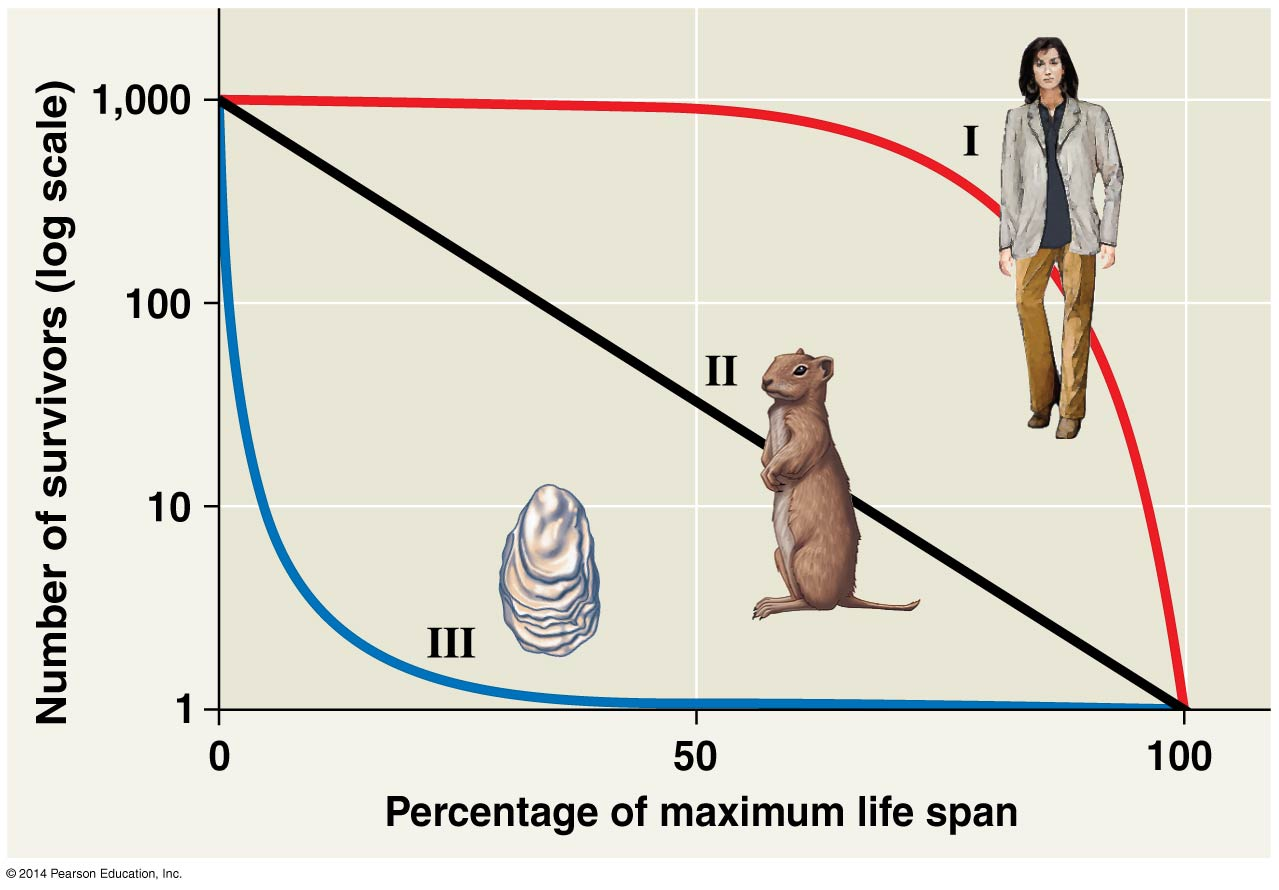 Number of survivors (log scale)
1,000
100
10
1
I
II
III
0
50
100
Percentage of maximum life span
© 2014 Pearson Education, Inc.